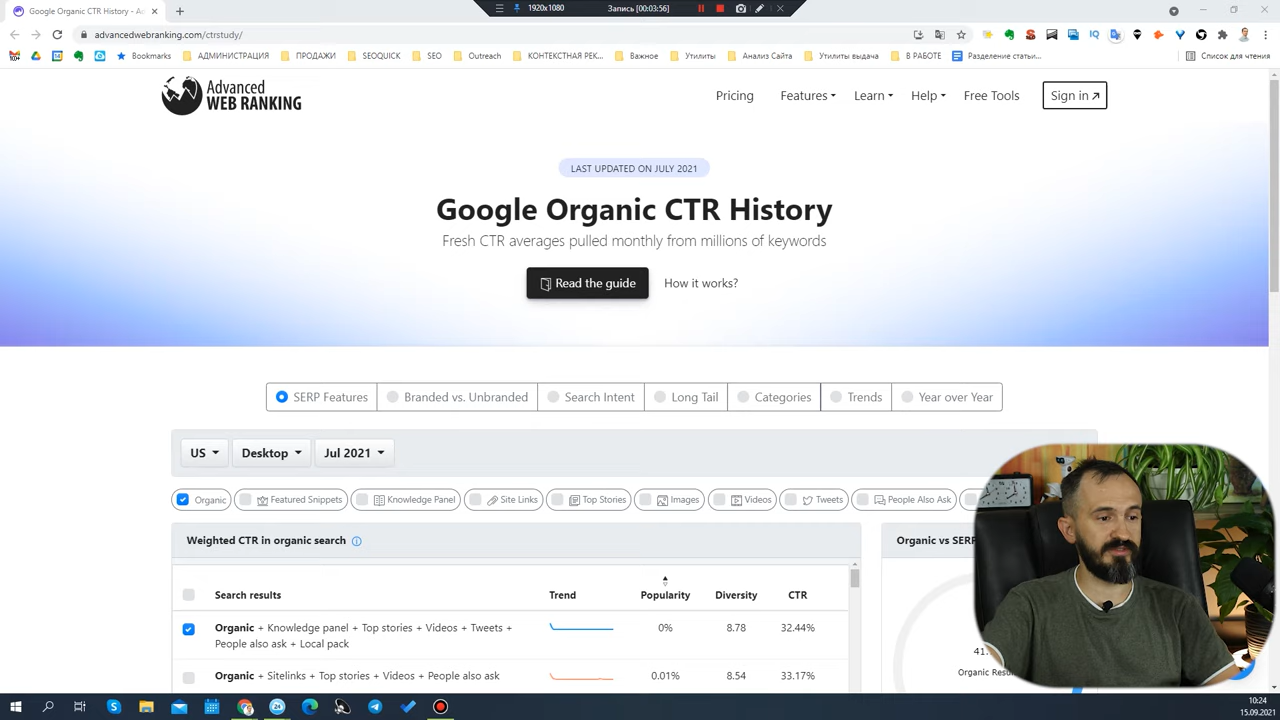 Google Organic CTR History - Ad
1920x1080
Запись [00:03:56]
advancedwebranking.com/ctrstudy/
Bookmarks
АДМИНИСТРАЦИЯ
ПРОДАЖИ
SEOQUICK
SEO
Outreach
КОНТЕКСТНАЯ РЕК...
Важное
Утилиты
Анализ Сайта
Утилиты выдача
В РАБОТЕ
Разделение статьи...
Список для чтения
Advanced
WEB RANKING
Pricing
Features
Learn
Help
Free Tools
Sign in
LAST UPDATED ON JULY 2021
Google Organic CTR History
Fresh CTR averages pulled monthly from millions of keywords
Read the guide
How it works?
SERP Features
Branded vs. Unbranded
Search Intent
Long Tail
Categories
Trends
Year over Year
US
Desktop
Jul 2021
Organic
Featured Snippets
Knowledge Panel
Site Links
Top Stories
Images
Videos
Tweets
People Also Ask
Weighted CTR in organic search
Organic vs SERP
Search results
Trend
Popularity
Diversity
CTR
Organic + Knowledge panel + Top stories + Videos + Tweets +
People also ask + Local pack
0%
8.78
32.44%
41.
Organic Resu
Organic + Sitelinks + Top stories + Videos + People also ask
0.01%
8.54
33.17%
24
10:24
15.09.2021